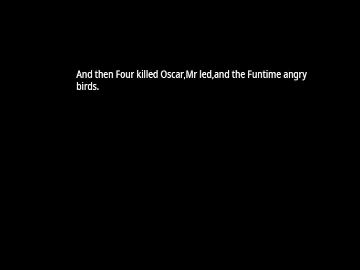 And then Four killed Oscar,Mr led,and the Funtime angry
birds.